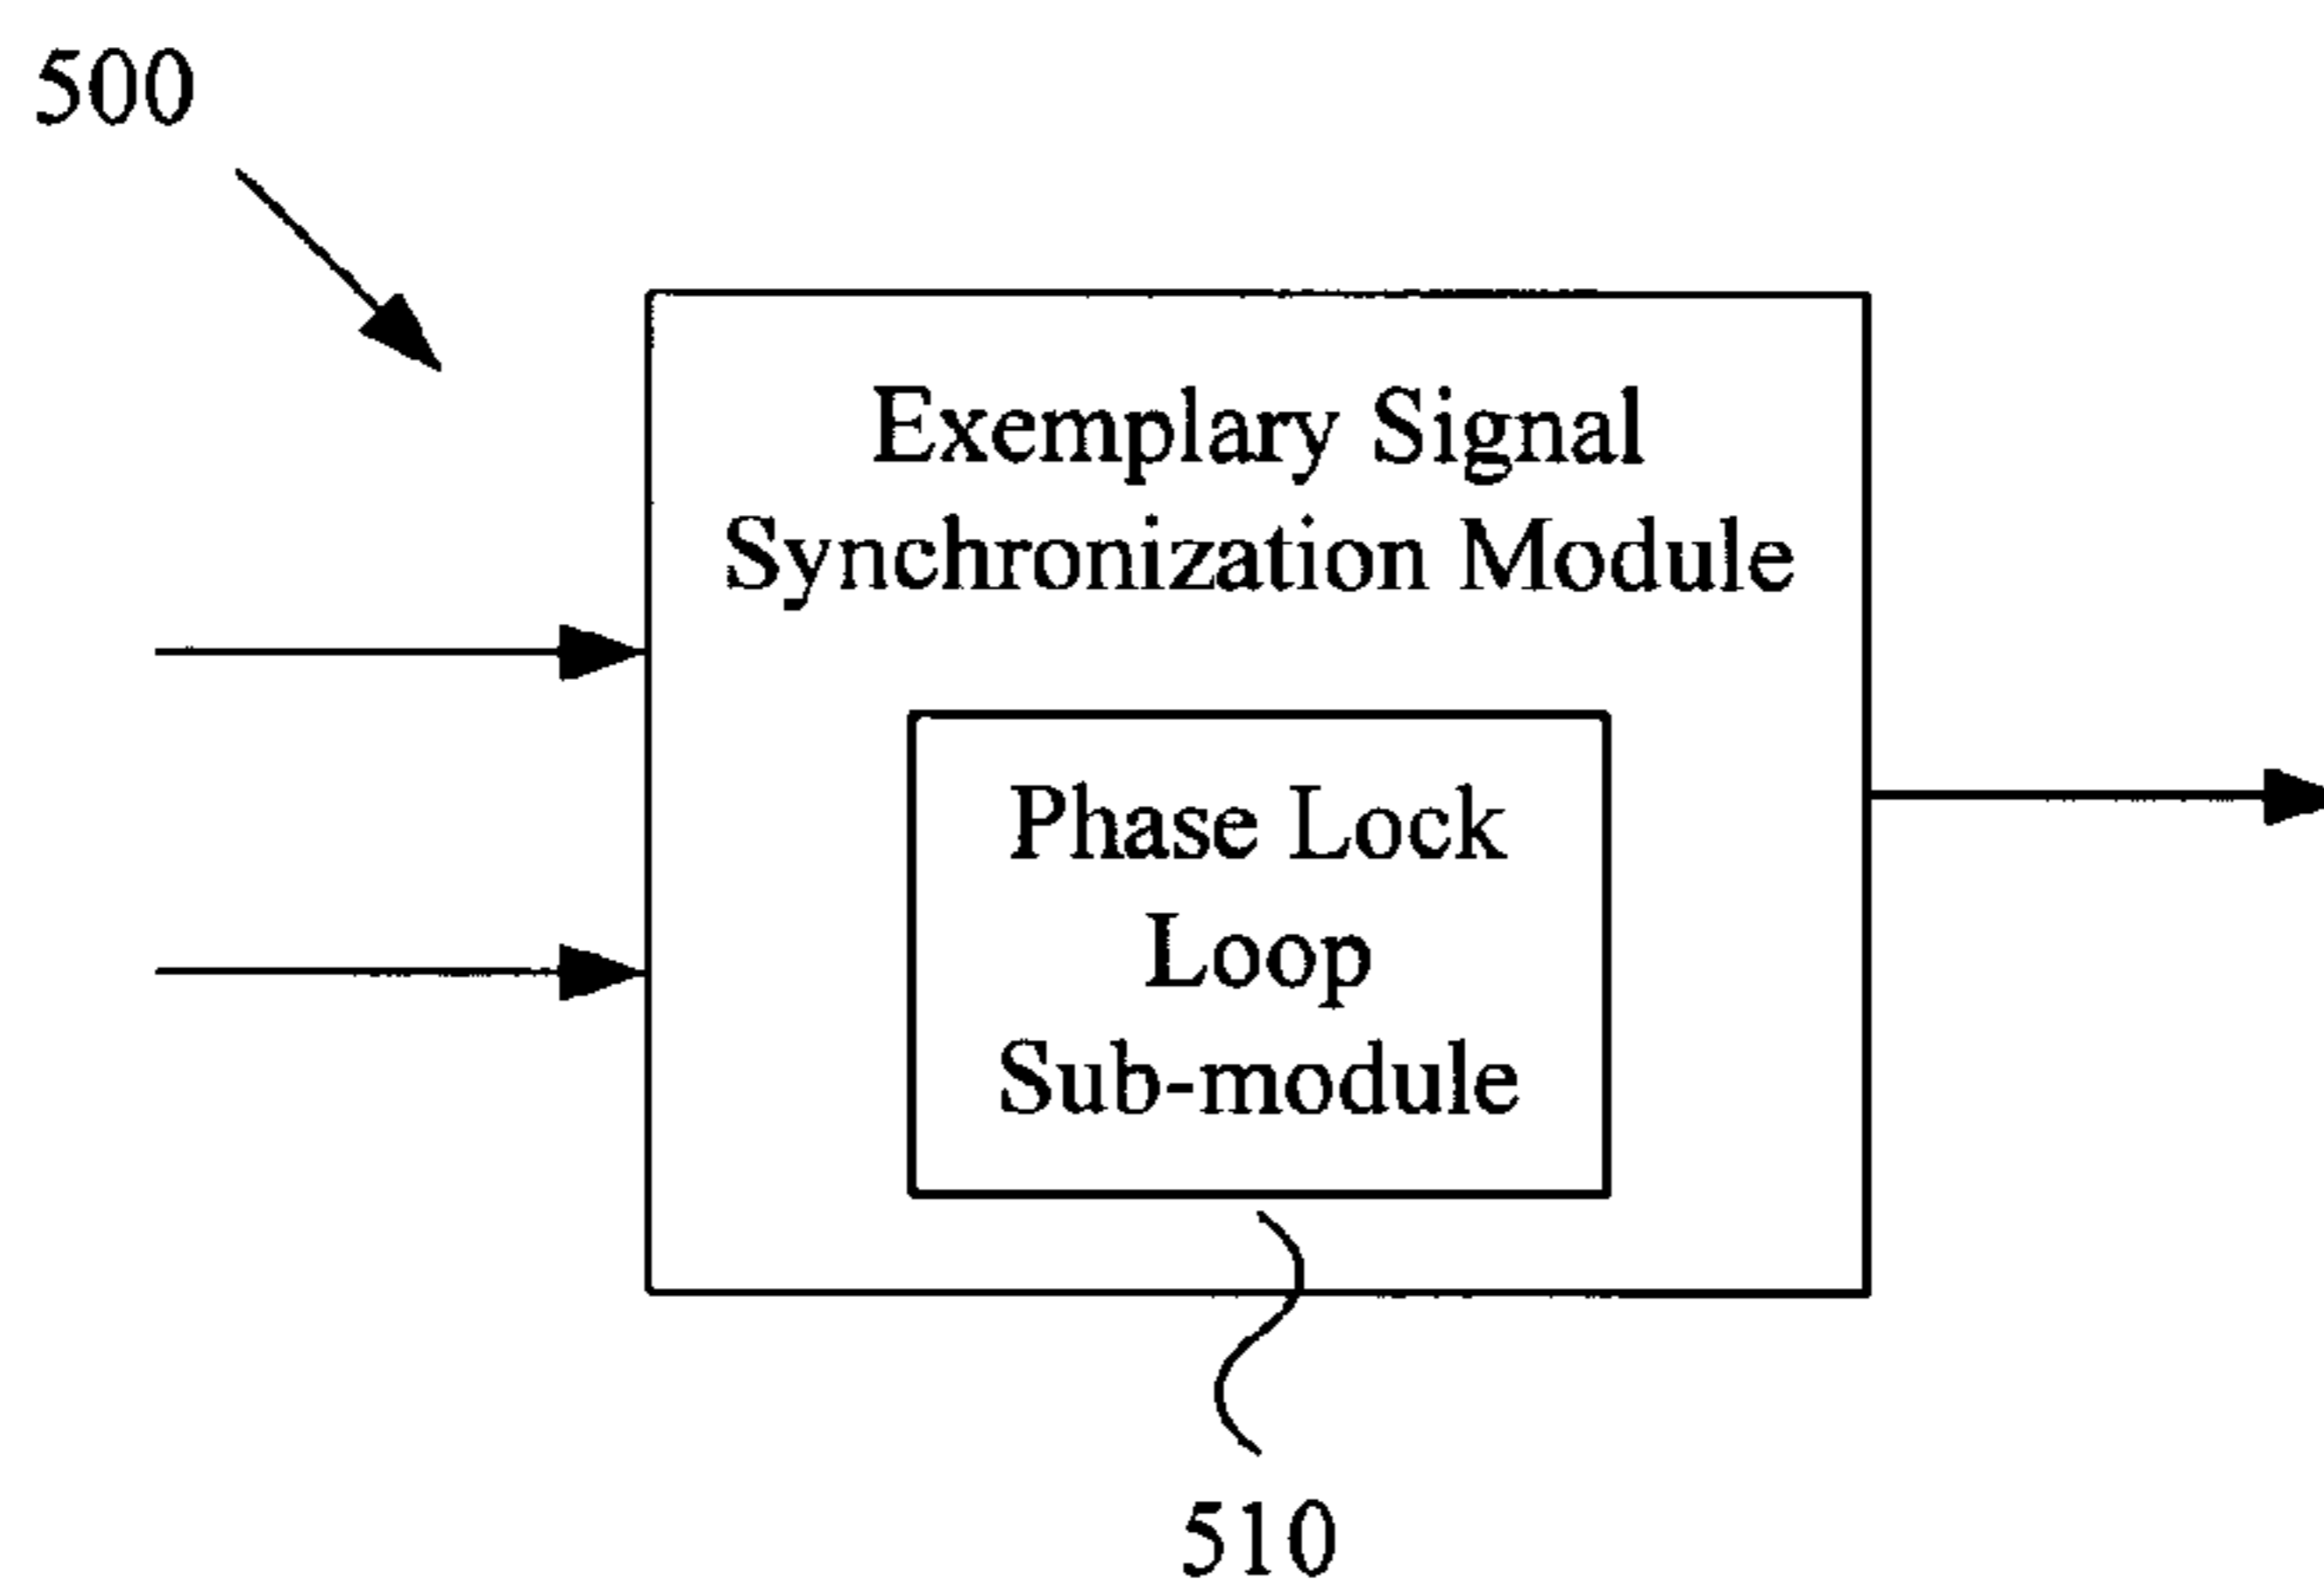 500
Exemplary Signal
Synchronization Module
Phase Lock
Loop
Sub-module
510